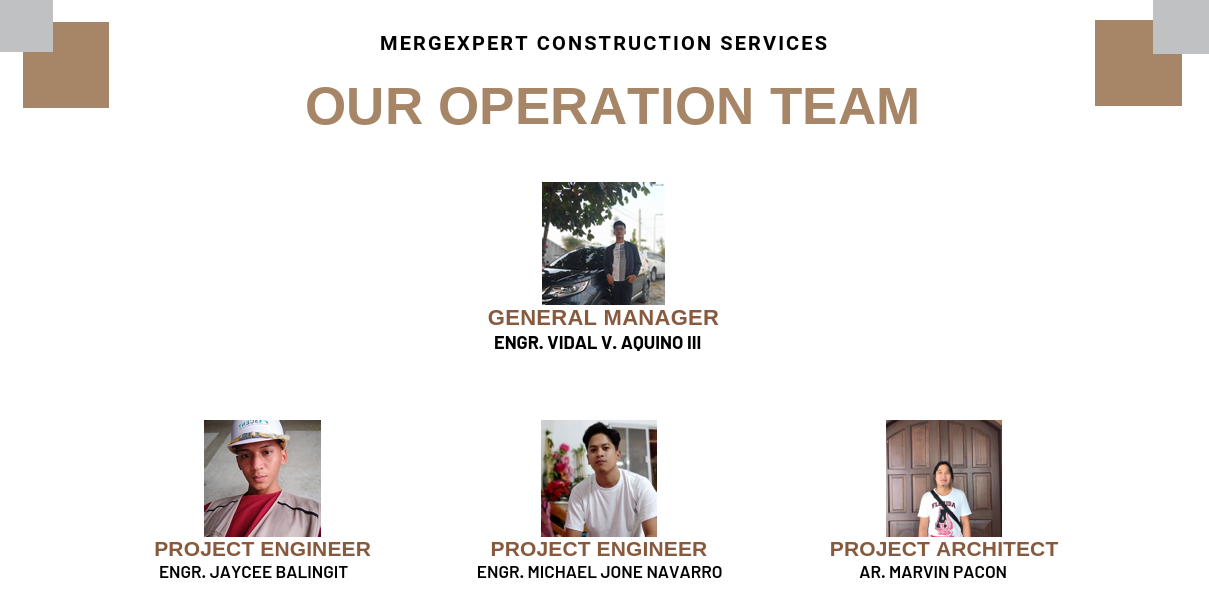 MERGEXPERT CONSTRUCTION SERVICES
OUR OPERATION TEAM
GENERAL MANAGER
ENGR. VIDAL V. AQUINO III
PROJECT ENGINEER
ENGR. JAYCEE BALINGIT
PROJECT ENGINEER
ENGR. MICHAEL JONE NAVARRO
PROJECT ARCHITECT
AR. MARVIN PACON